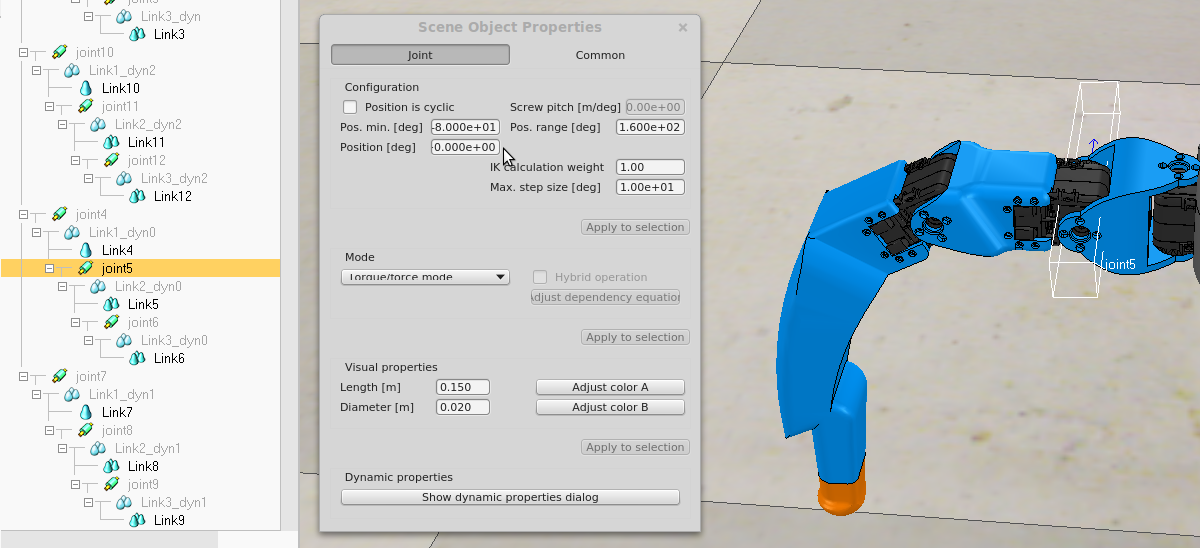 Link3_dyn
Link3
joint10
Link1_dyn2
Link10
joint11
Link2_dyn2
Link11
joint12
Link3_dyn2
Link12
joint4
Link1_dyn0
Link4
joint5
Link2_dyn0
Link5
joint6
Link3_dyn0
Link6
joint7
Link1_dyn1
Link7
joint8
Link2_dyn1
Link8
joint9
Link3_dyn1
Link9
Scene Object Properties
Joint Common
Configuration
Position is cyclic Screw pitch [m/deg] 0.00e+00
Pos. min. [deg] -8.000e+01 Pos. range [deg] 1.600e+02
Position [deg] 0.000e+00
IK calculation weight 1.00
Max. step size [deg] 1.00e+01
Apply to selection
Mode
Torque/force mode Hybrid operation
Adjust dependency equation
Apply to selection
Visual properties
Length [m] 0.150 Adjust color A
Diameter [m] 0.020 Adjust color B
Apply to selection
Dynamic properties
Show dynamic properties dialog
joint5